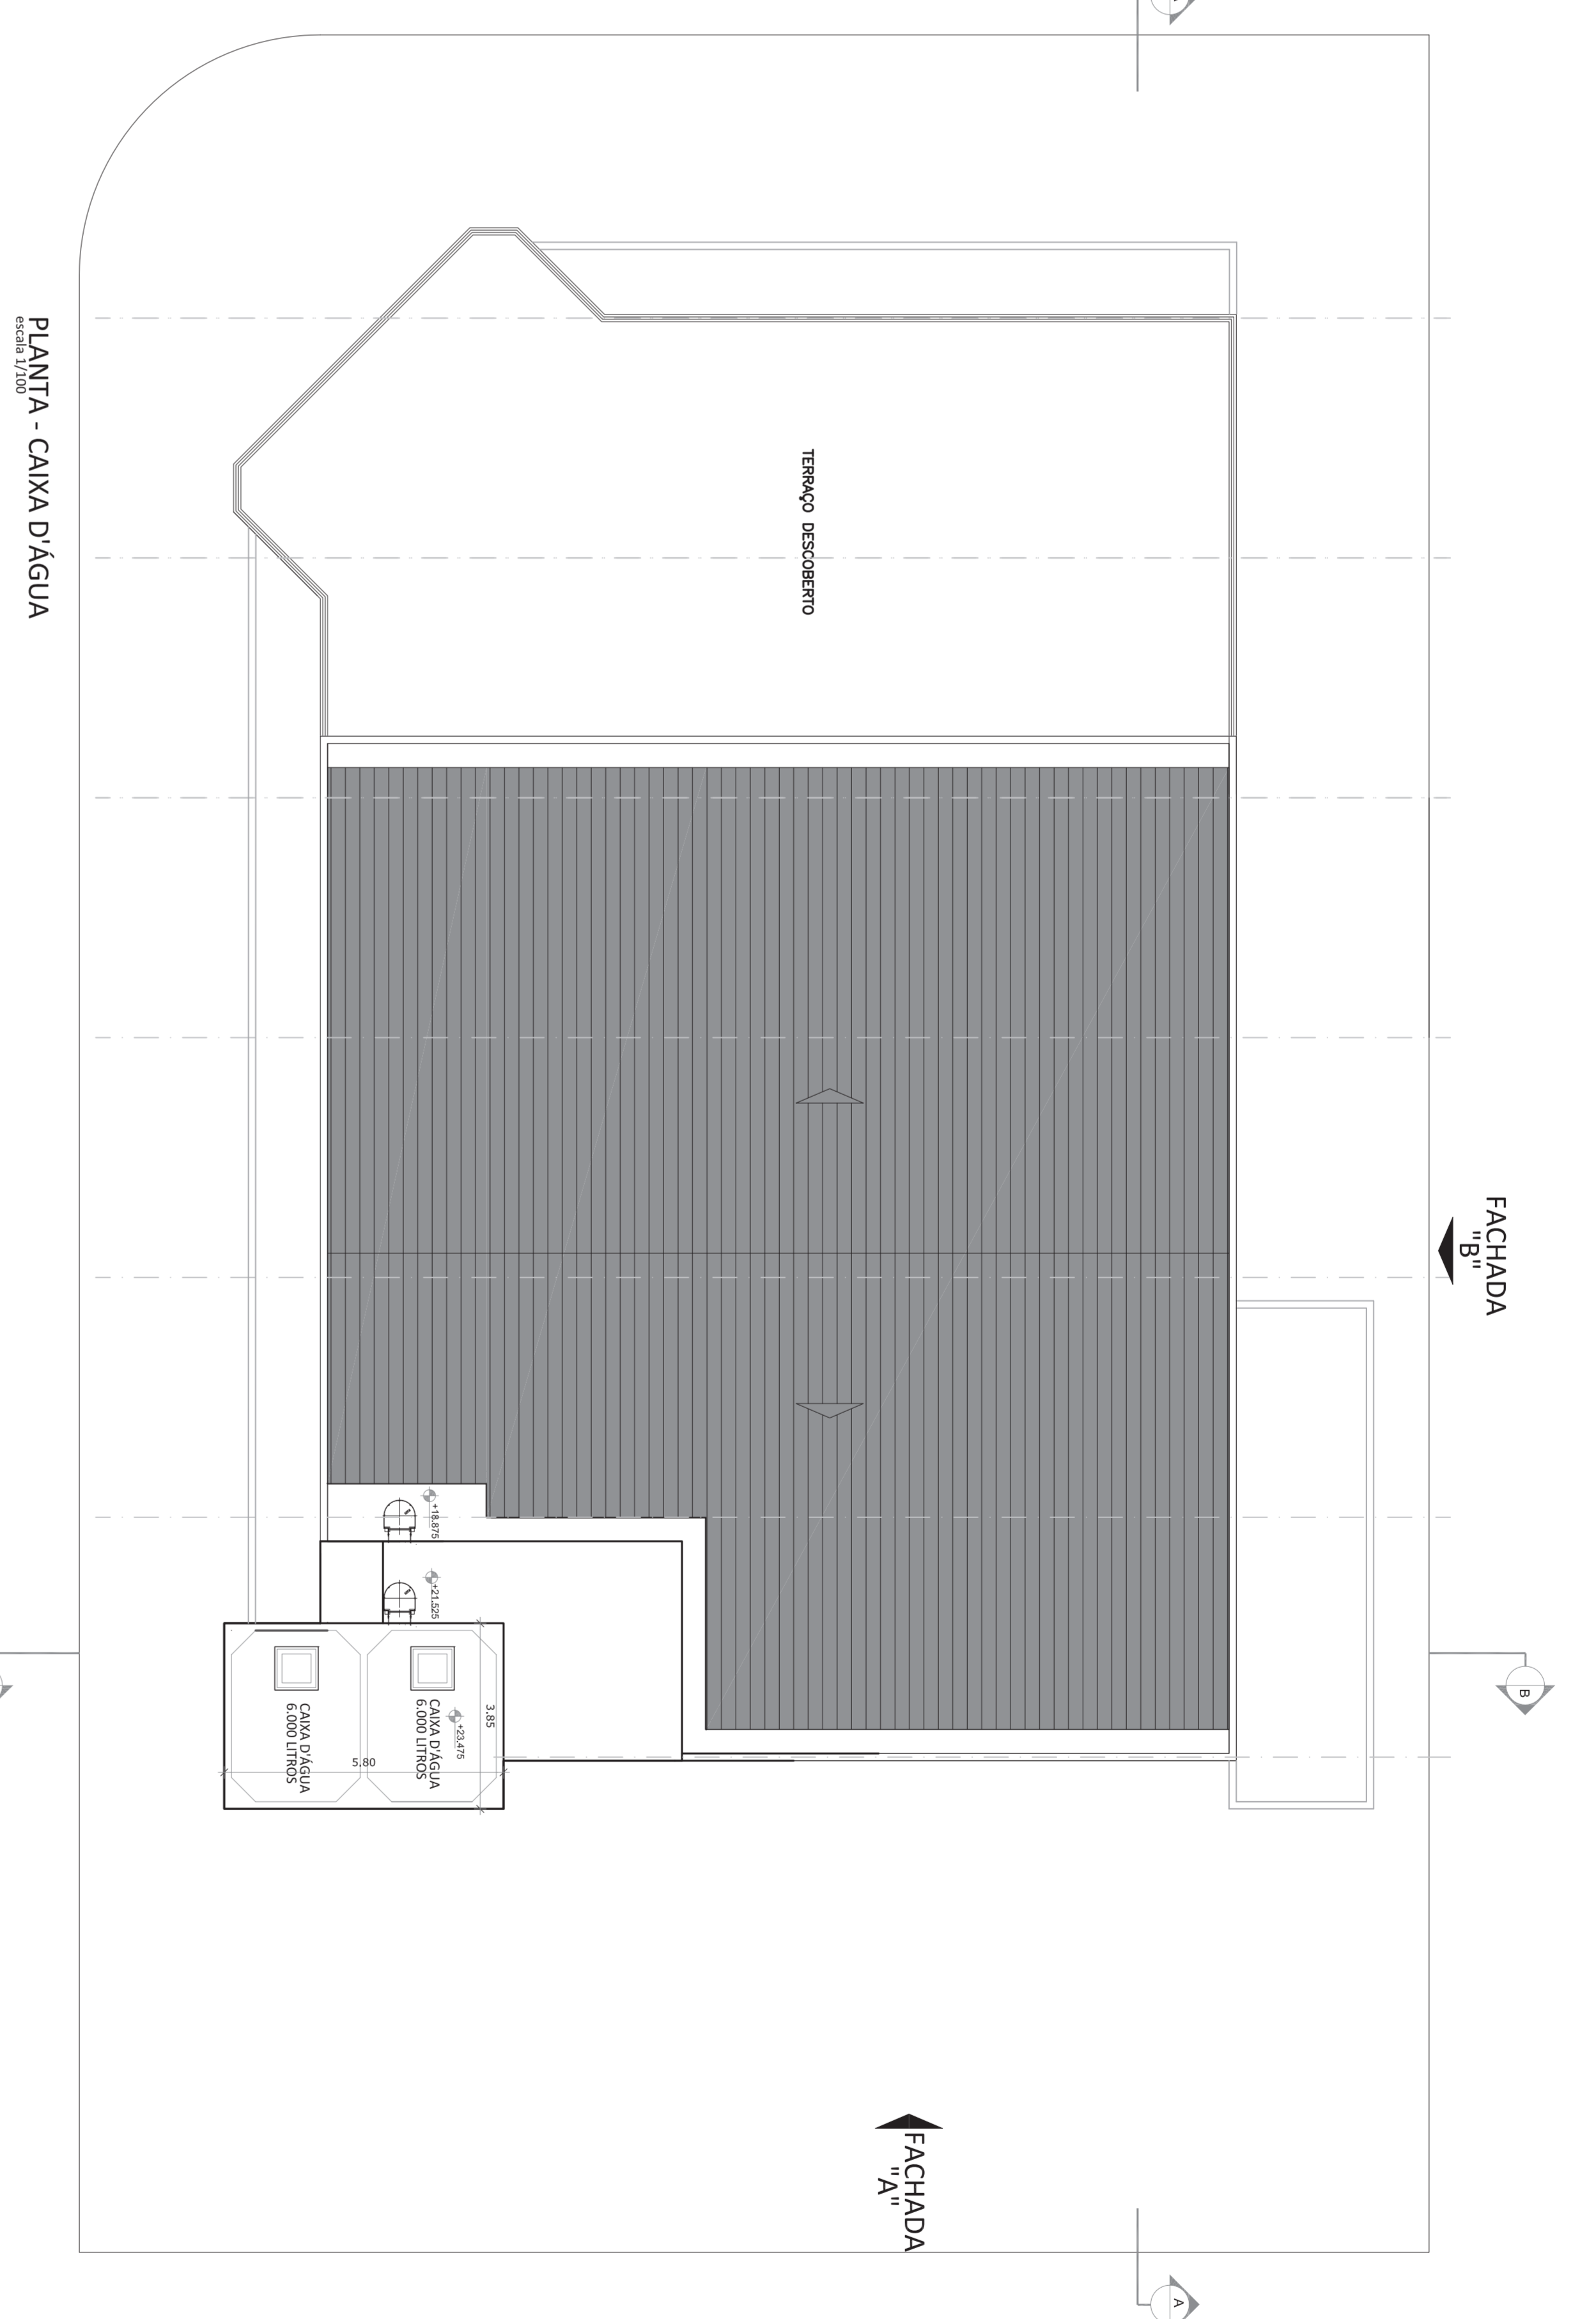 FACHADA
"B"
B
TERRAÇO DESCOBERTO
+18.875
+21.525
3.85
+23.475
CAIXA D'ÁGUA
6.000 LITROS
5.80
CAIXA D'ÁGUA
6.000 LITROS
FACHADA
"A"
A
PLANTA - CAIXA D'ÁGUA
escala 1/100